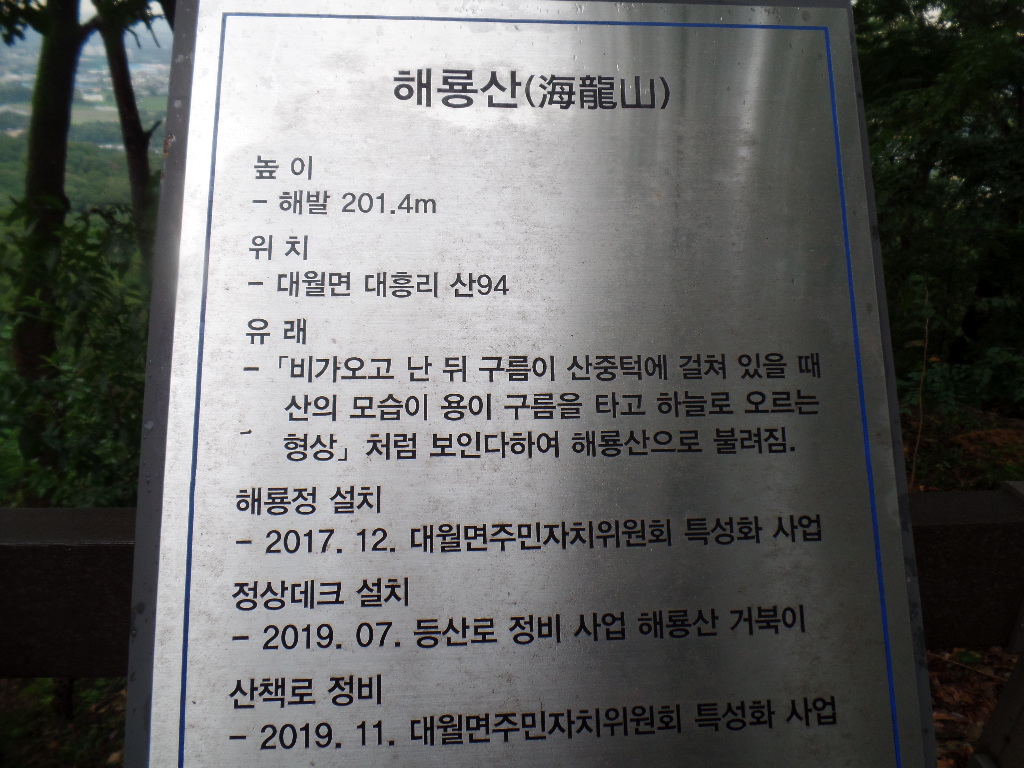 해룡산(海龍山)
높 이
- 해발 201.4m
위 치
- 대월면 대흥리 산94
유 래
- 「비가오고 난 뒤 구름이 산중턱에 걸쳐 있을 때
산의 모습이 용이 구름을 타고 하늘로 오르는
형상」 처럼 보인다하여 해룡산으로 불려짐.
해룡정 설치
- 2017. 12. 대월면주민자치위원회 특성화 사업
정상데크 설치
- 2019. 07. 등산로 정비 사업 해룡산 거북이
산책로 정비
- 2019. 11. 대월면주민자치위원회 특성화 사업